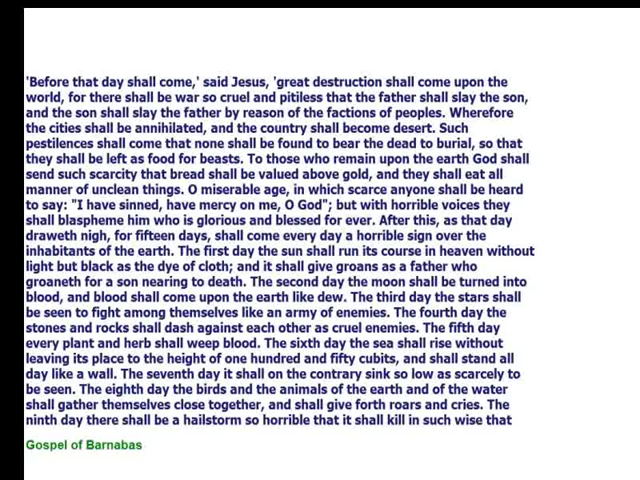 'Before that day shall come,' said Jesus, 'great destruction shall come upon the
world, for there shall be war so cruel and pitiless that the father shall slay the son,
and the son shall slay the father by reason of the factions of peoples. Wherefore
the cities shall be annihilated, and the country shall become desert. Such
pestilences shall come that none shall be found to bear the dead to burial, so that
they shall be left as food for beasts. To those who remain upon the earth God shall
send such scarcity that bread shall be valued above gold, and they shall eat all
manner of unclean things. O miserable age, in which scarce anyone shall be heard
to say: "I have sinned, have mercy on me, O God"; but with horrible voices they
shall blaspheme him who is glorious and blessed for ever. After this, as that day
draweth nigh, for fifteen days, shall come every day a horrible sign over the
inhabitants of the earth. The first day the sun shall run its course in heaven without
light but black as the dye of cloth; and it shall give groans as a father who
groaneth for a son nearing to death. The second day the moon shall be turned into
blood, and blood shall come upon the earth like dew. The third day the stars shall
be seen to fight among themselves like an army of enemies. The fourth day the
stones and rocks shall dash against each other as cruel enemies. The fifth day
every plant and herb shall weep blood. The sixth day the sea shall rise without
leaving its place to the height of one hundred and fifty cubits, and shall stand all
day like a wall. The seventh day it shall on the contrary sink so low as scarcely to
be seen. The eighth day the birds and the animals of the earth and of the water
shall gather themselves close together, and shall give forth roars and cries. The
ninth day there shall be a hailstorm so horrible that it shall kill in such wise that
Gospel of Barnabas